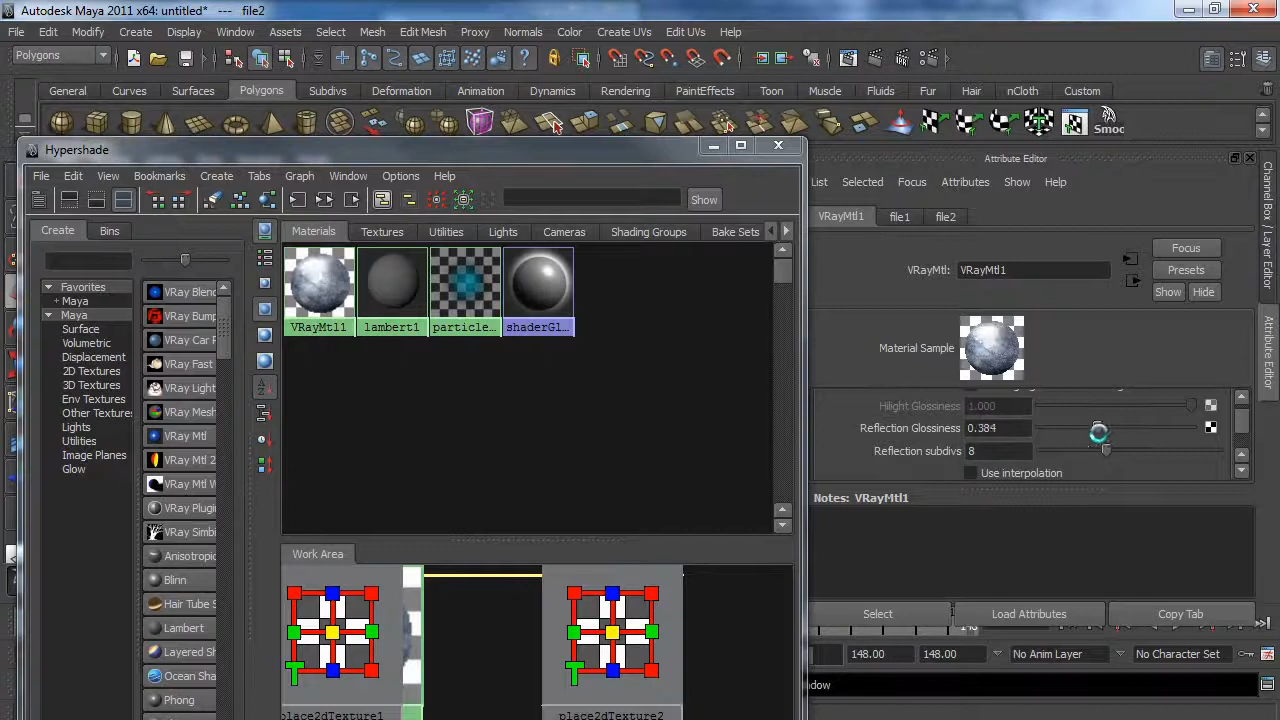 Autodesk Maya 2011 x64: untitled* --- file2
File Edit Modify Create Display Window Assets Select Mesh Edit Mesh Proxy Normals Color Create UVs Edit UVs Help
Polygons
General Curves Surfaces Polygons Subdivs Deformation Animation Dynamics Rendering PaintEffects Toon Muscle Fluids Fur Hair nCloth Custom
Smoc
Hypershade
File Edit View Bookmarks Create Tabs Graph Window Options Help
Show
Create Bins
Materials Textures Utilities Lights Cameras Shading Groups Bake Sets
Favorites
+ Maya
Maya
Surface
Volumetric
Displacement
2D Textures
3D Textures
Env Textures
Other Textures
Lights
Utilities
Image Planes
Glow
VRay Blend
VRay Bump
VRay Car P
VRay Fast
VRay Light
VRay Mesh
VRay Mtl
VRay Mtl 2
VRay Mtl W
VRay Plugin
VRay Simbi
Anisotropic
Blinn
Hair Tube S
Lambert
Layered Sh
Ocean Sha
Phong
VRayMtl1 lambert1 particle... shaderGl...
Work Area
place2dTexture1 place2dTexture2
Attribute Editor
List Selected Focus Attributes Show Help
VRayMtl1 file1 file2
VRayMtl: VRayMtl1
Focus
Presets
Show Hide
Material Sample
Hilight Glossiness 1.000
Reflection Glossiness 0.384
Reflection subdivs 8
Use interpolation
Notes: VRayMtl1
Select Load Attributes Copy Tab
148
148.00 148.00 No Anim Layer No Character Set
ndow
Channel Box / Layer Editor
Attribute Editor